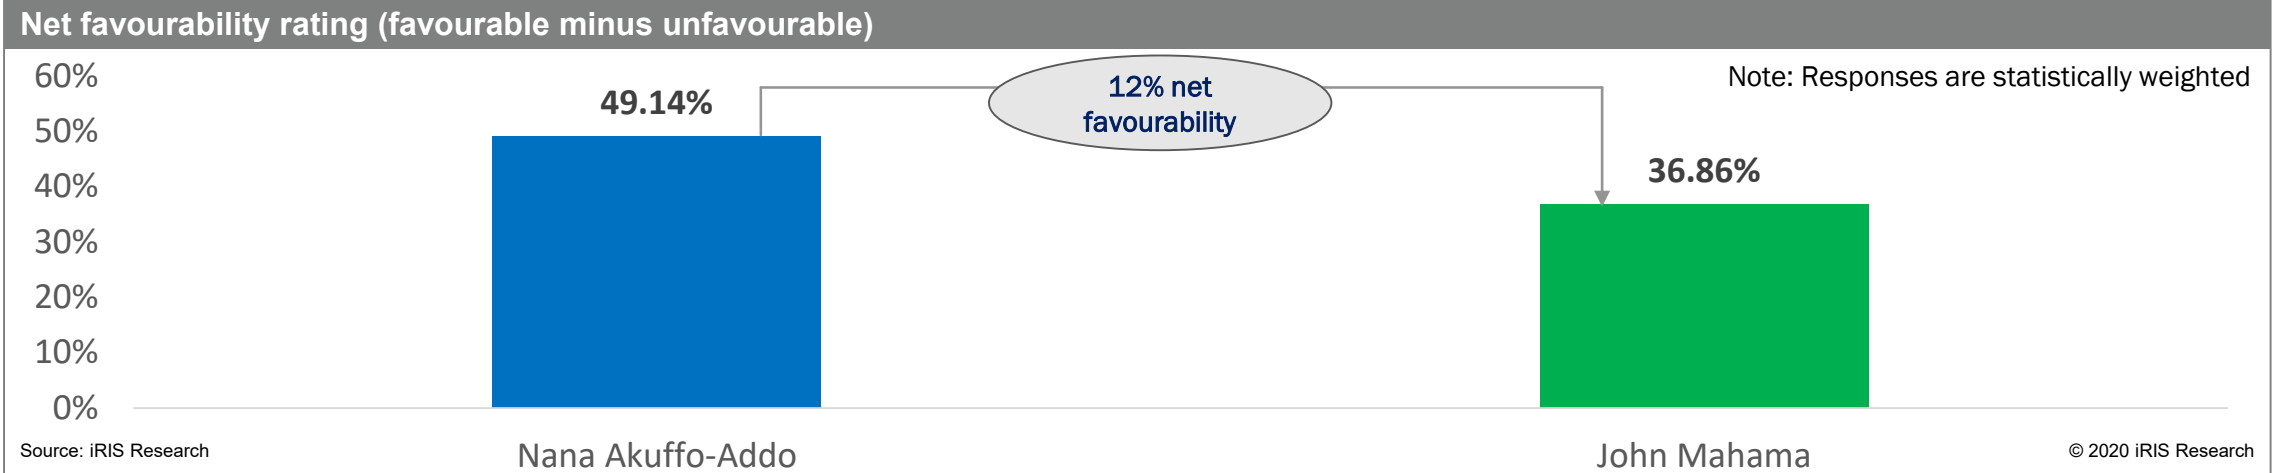 Net favourability rating (favourable minus unfavourable)
Note: Responses are statistically weighted
60%
50%
40%
30%
20%
10%
0%
49.14%
12% net
favourability
36.86%
Nana Akuffo-Addo
John Mahama
Source: iRIS Research
© 2020 iRIS Research